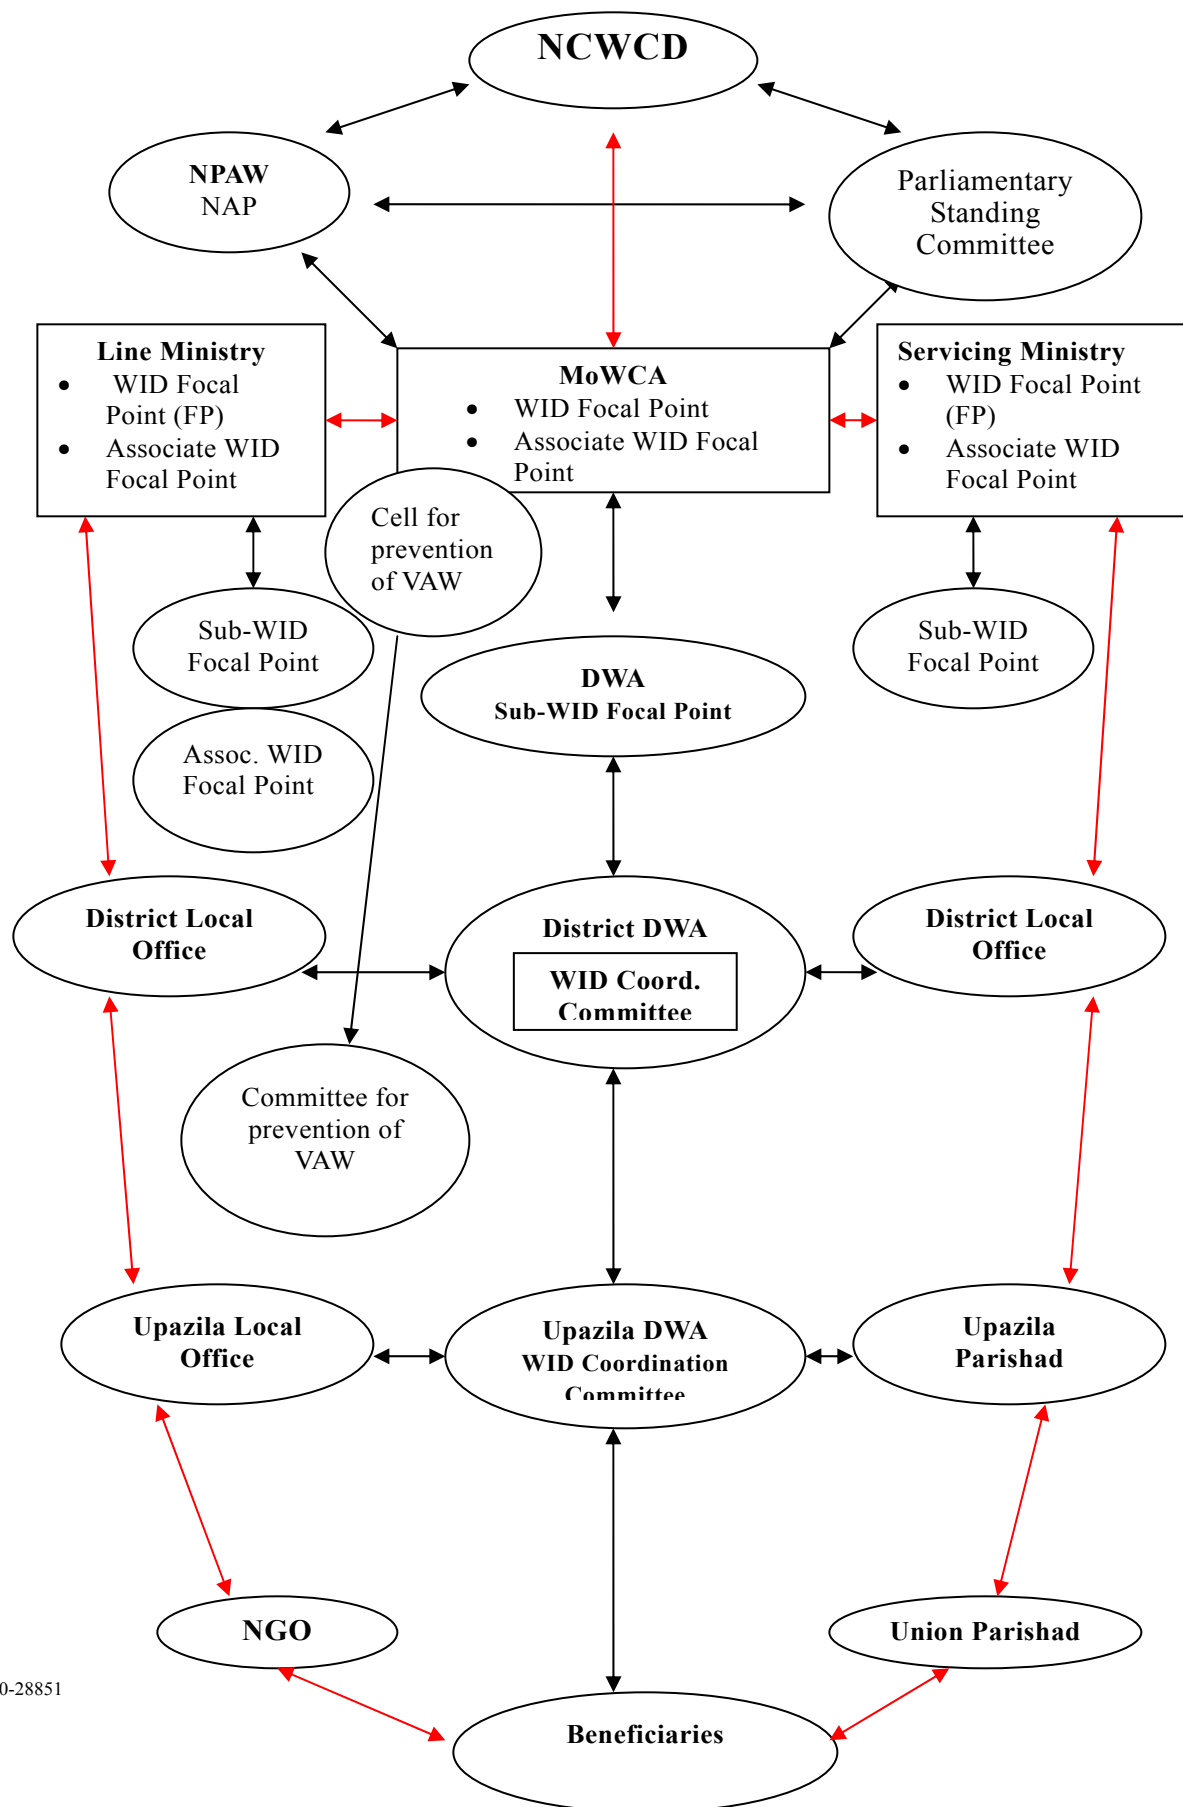 NCWCD
NPAW
NAP
Parliamentary
Standing
Committee
Line Ministry
• WID Focal
Point (FP)
• Associate WID
Focal Point
MoWCA
• WID Focal Point
• Associate WID Focal
Point
Servicing Ministry
• WID Focal Point
(FP)
• Associate WID
Focal Point
Cell for
prevention
of VAW
Sub-WID
Focal Point
DWA
Sub-WID Focal Point
Sub-WID
Focal Point
Assoc. WID
Focal Point
District Local
Office
District DWA
WID Coord.
Committee
District Local
Office
Committee for
prevention of
VAW
Upazila Local
Office
Upazila DWA
WID Coordination
Committee
Upazila
Parishad
NGO
Union Parishad
0-28851
Beneficiaries